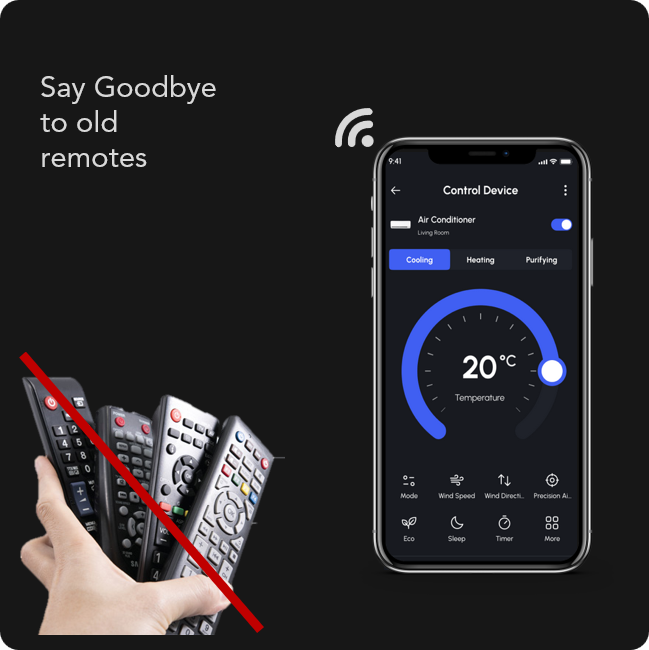 Say Goodbye
to old
remotes
9:41
Control Device
Air Conditioner
Living Room
Cooling Heating Purifying
20°C
Temperature
Mode Wind Speed Wind Directi.. Precision Ai..
Eco Sleep Timer More